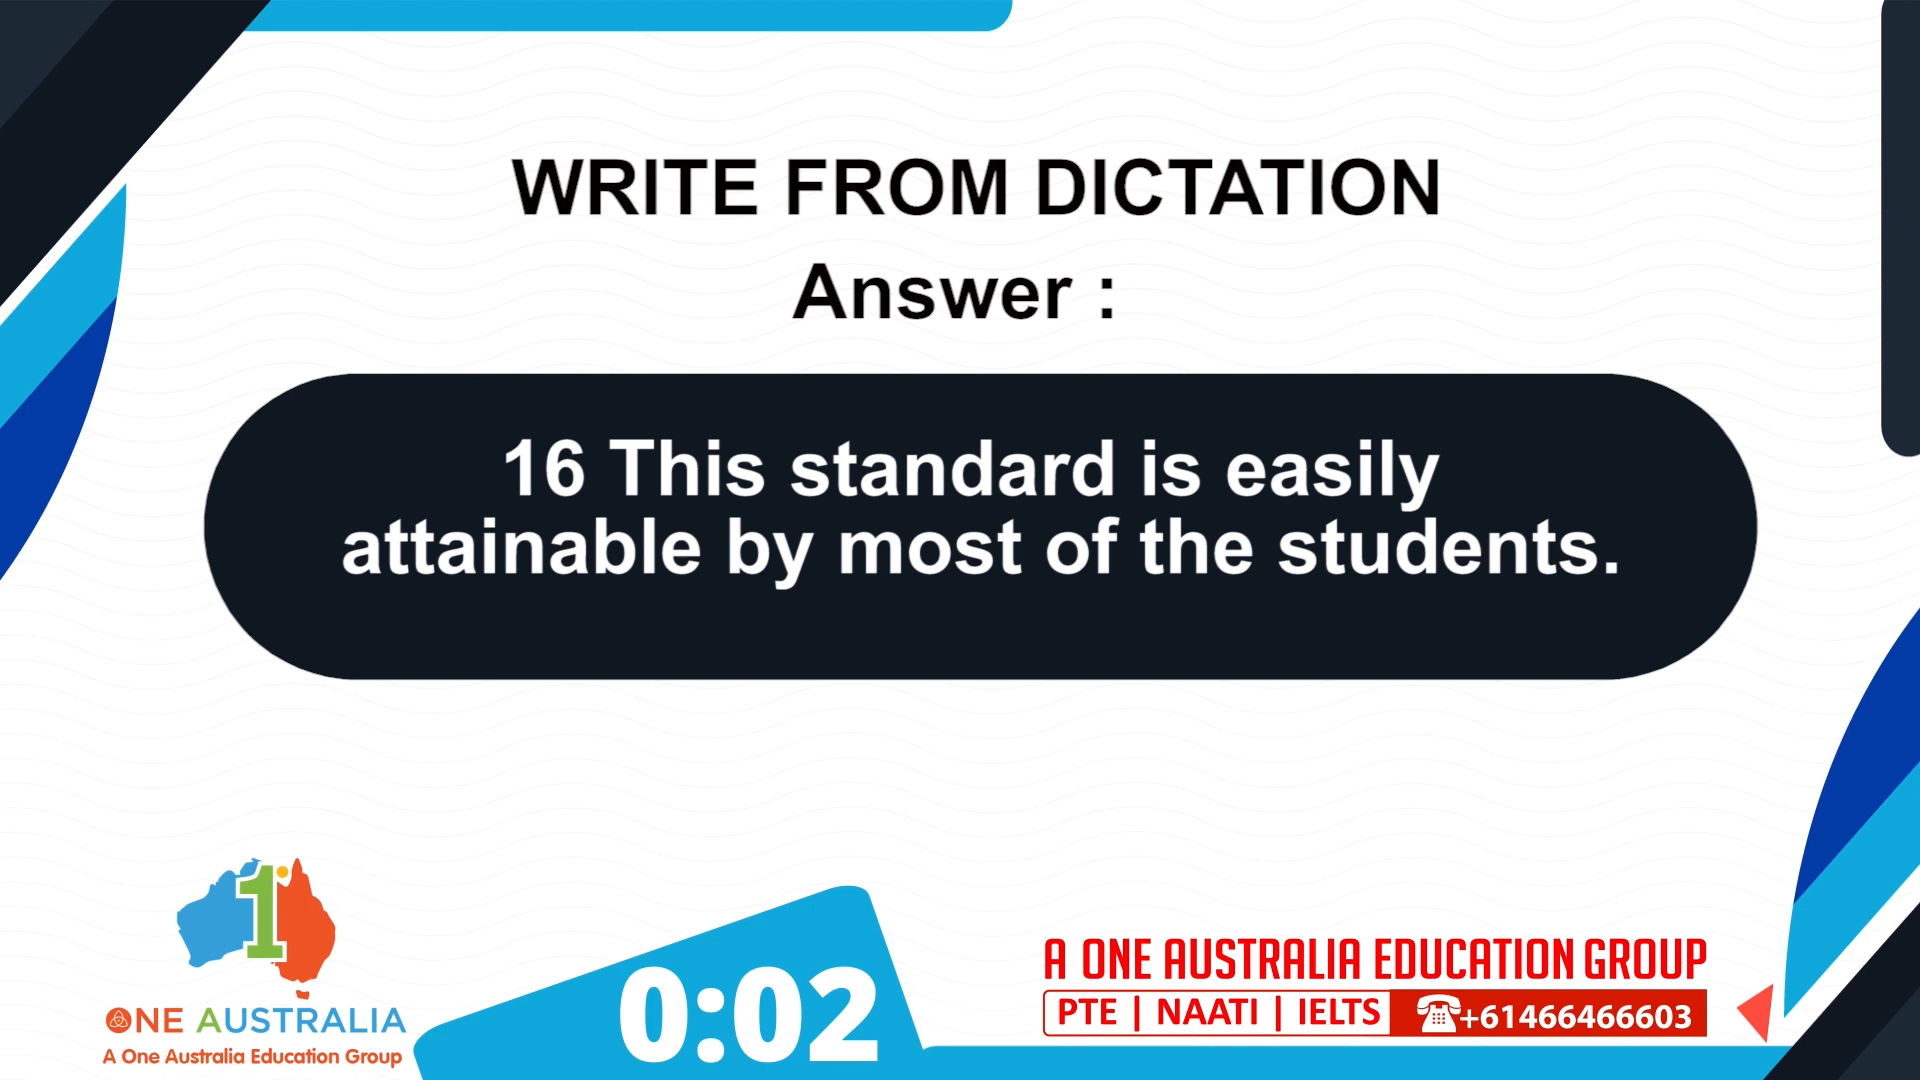 WRITE FROM DICTATION
Answer :
16 This standard is easily
attainable by most of the students.
1
ONE AUSTRALIA
A One Australia Education Group
0:02
A ONE AUSTRALIA EDUCATION GROUP
PTE | NAATI | IELTS +61466466603